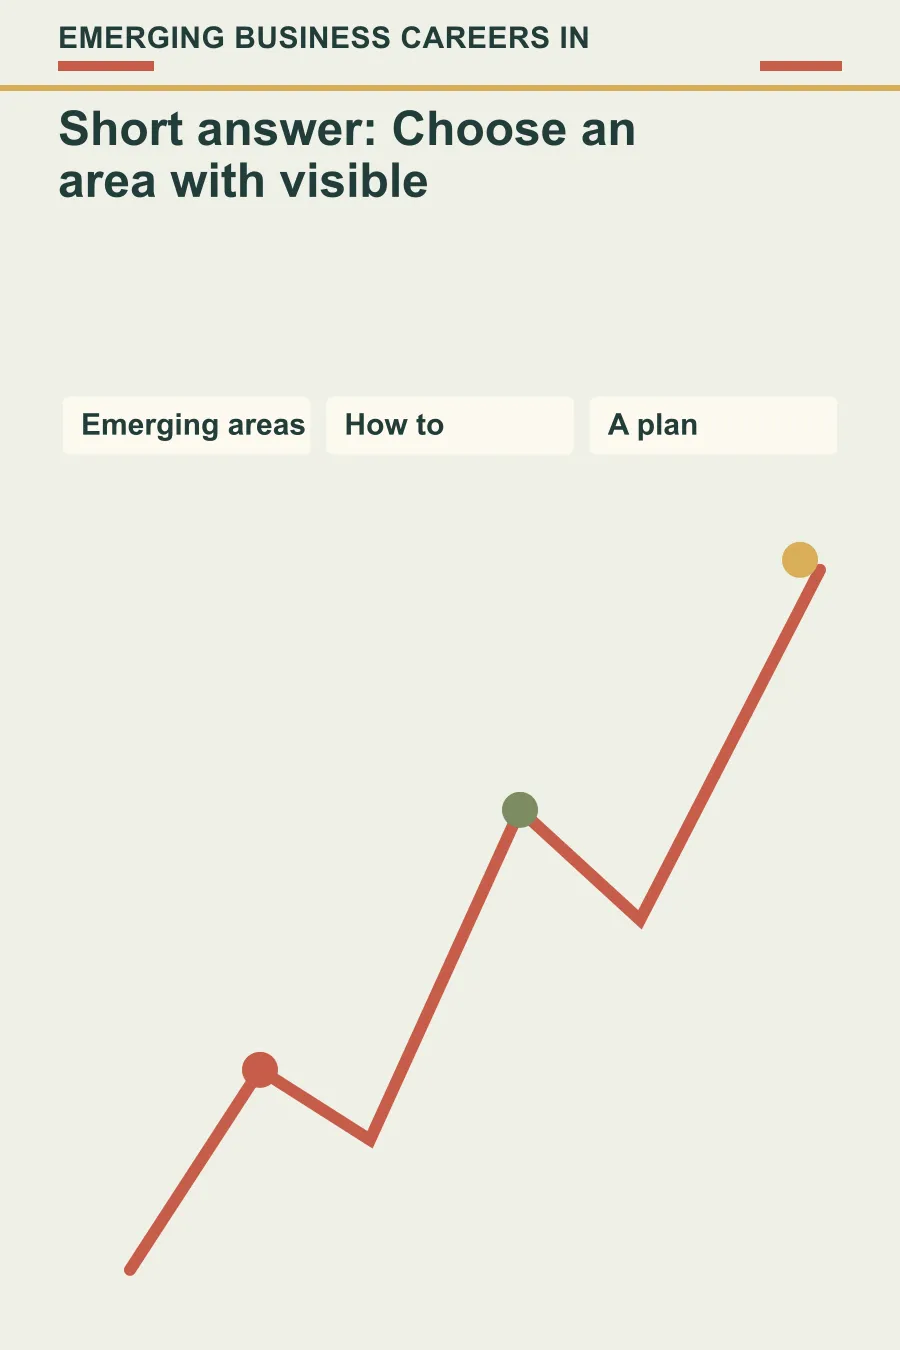 EMERGING BUSINESS CAREERS IN
Short answer: Choose an
area with visible
Emerging areas
How to
A plan